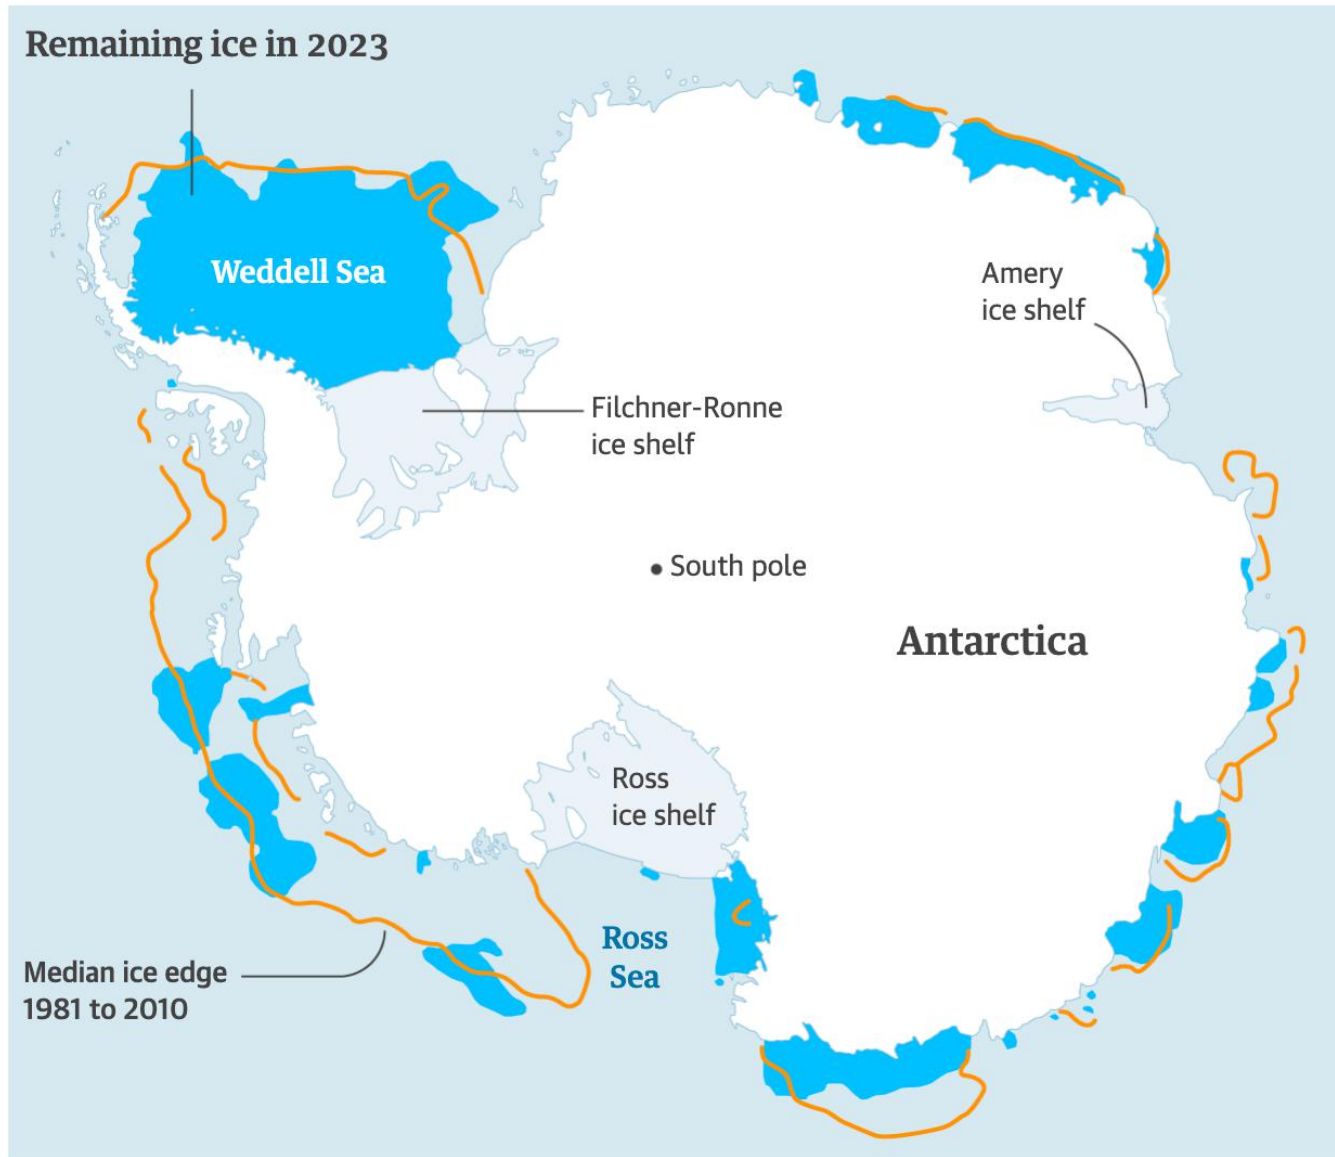 Remaining ice in 2023
Weddell Sea
Amery
ice shelf
Filchner-Ronne
ice shelf
South pole
Antarctica
Ross
ice shelf
Ross
Sea
Median ice edge
1981 to 2010